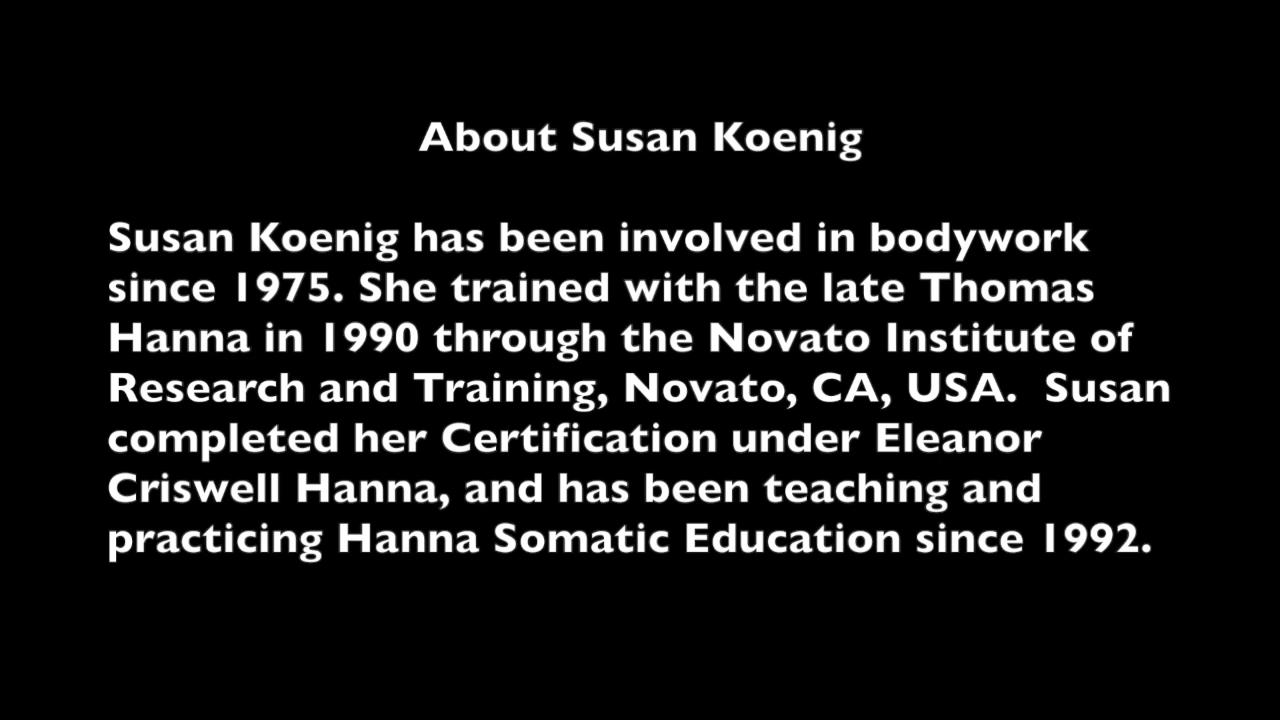 About Susan Koenig
Susan Koenig has been involved in bodywork
since 1975. She trained with the late Thomas
Hanna in 1990 through the Novato Institute of
Research and Training, Novato, CA, USA.  Susan
completed her Certification under Eleanor
Criswell Hanna, and has been teaching and
practicing Hanna Somatic Education since 1992.